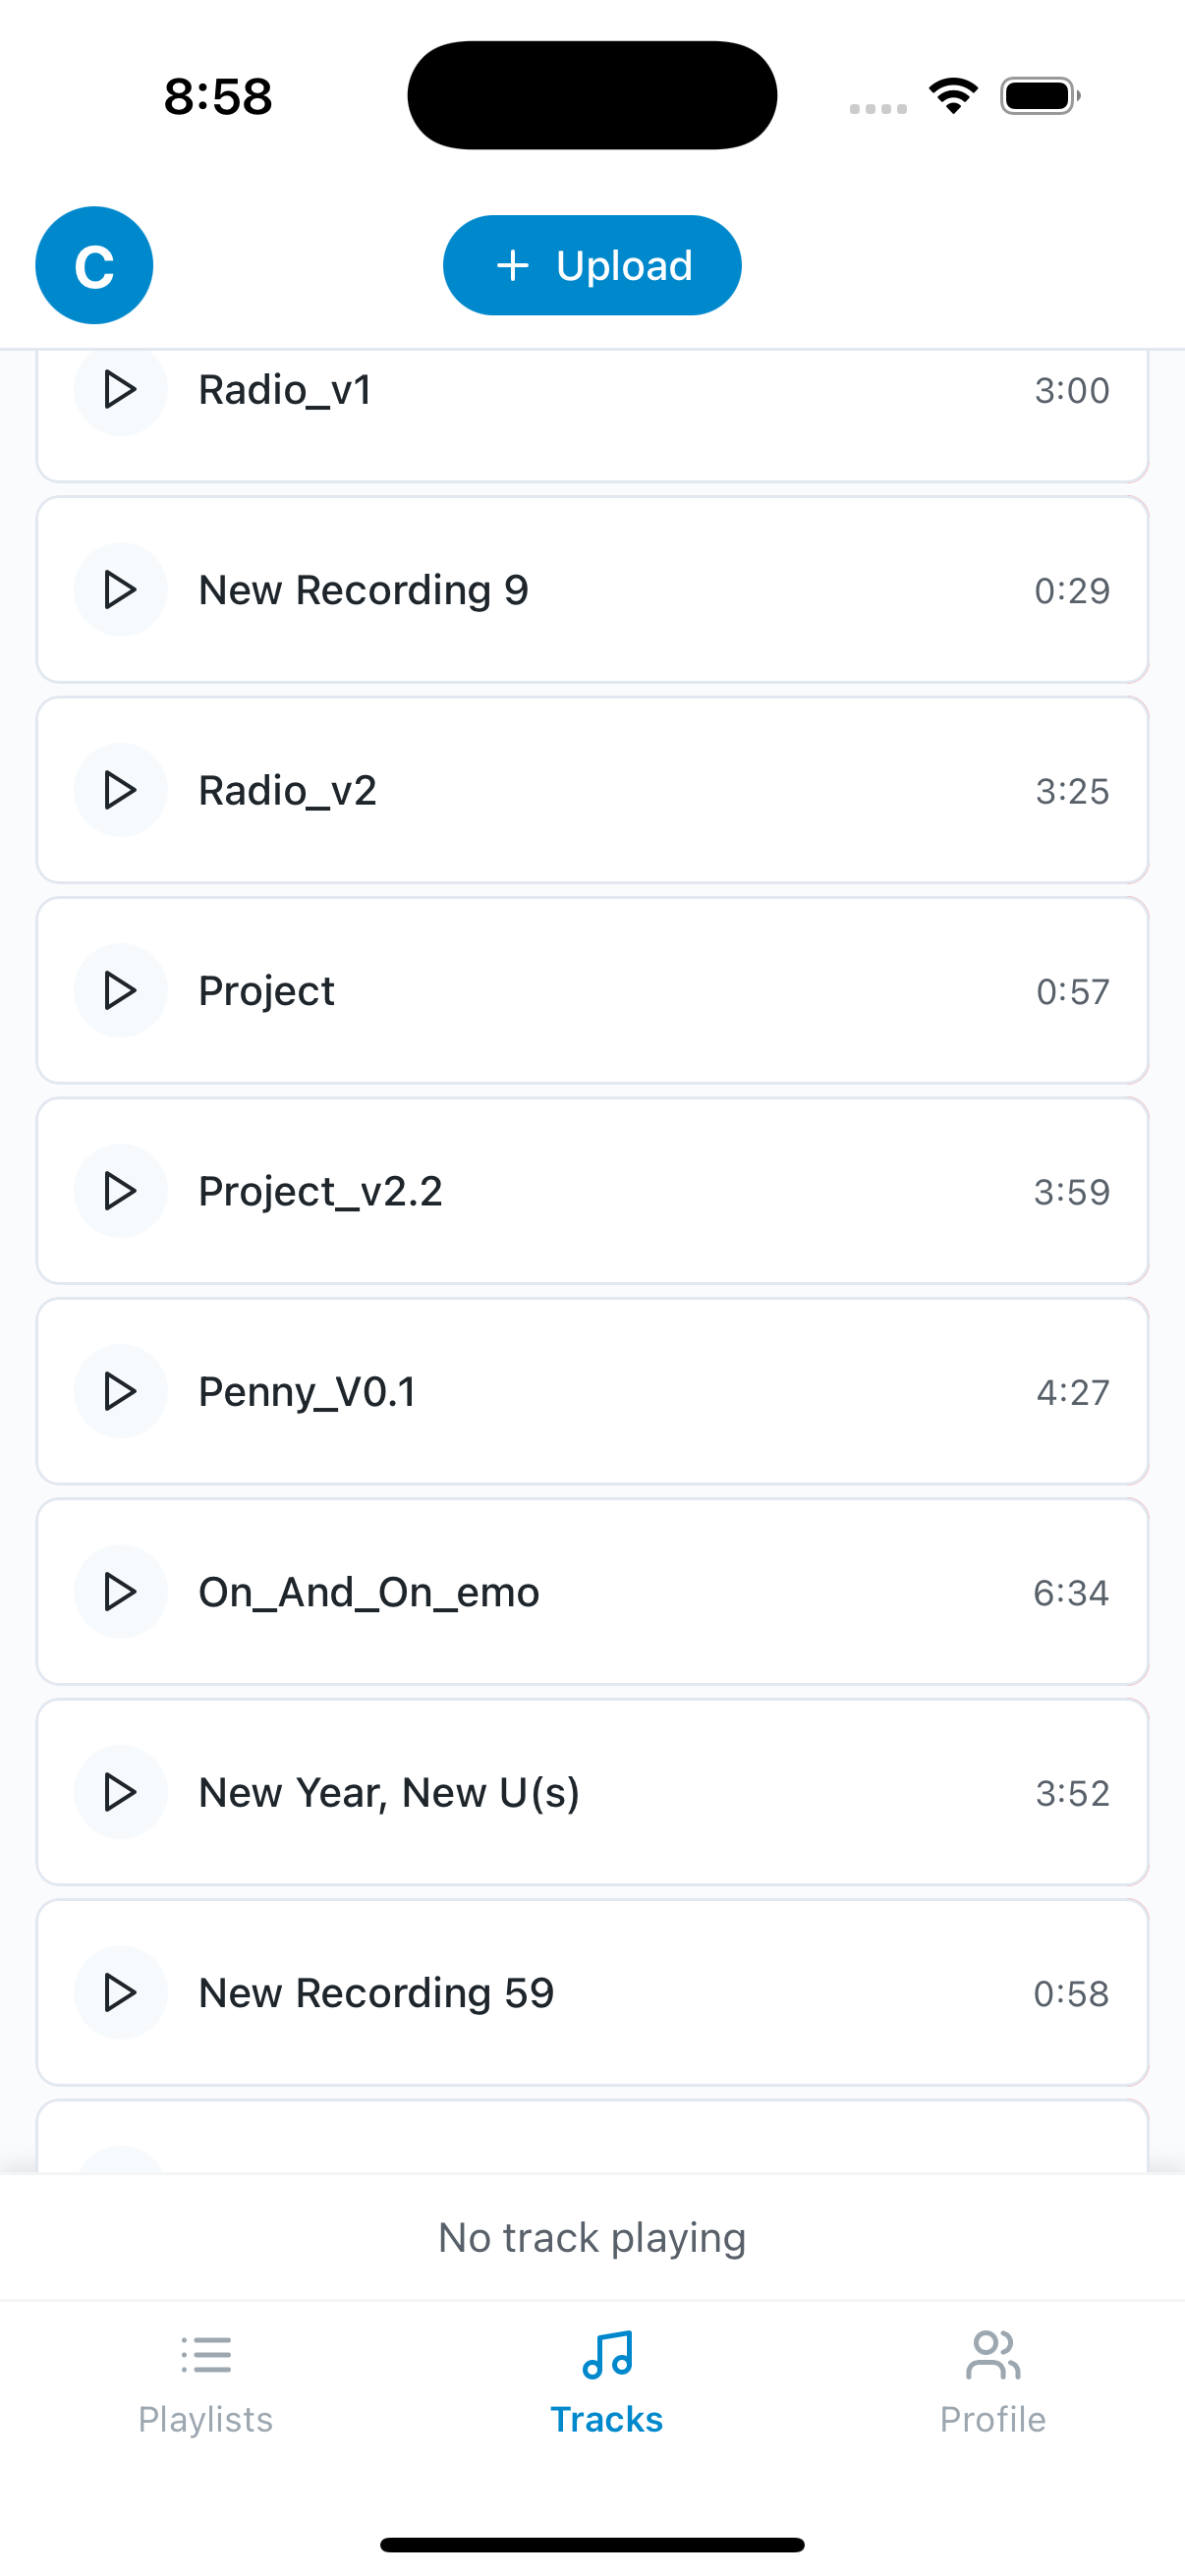 8:58
C
+ Upload
Radio_v1 3:00
New Recording 9 0:29
Radio_v2 3:25
Project 0:57
Project_v2.2 3:59
Penny_V0.1 4:27
On_And_On_emo 6:34
New Year, New U(s) 3:52
New Recording 59 0:58
No track playing
Playlists Tracks Profile